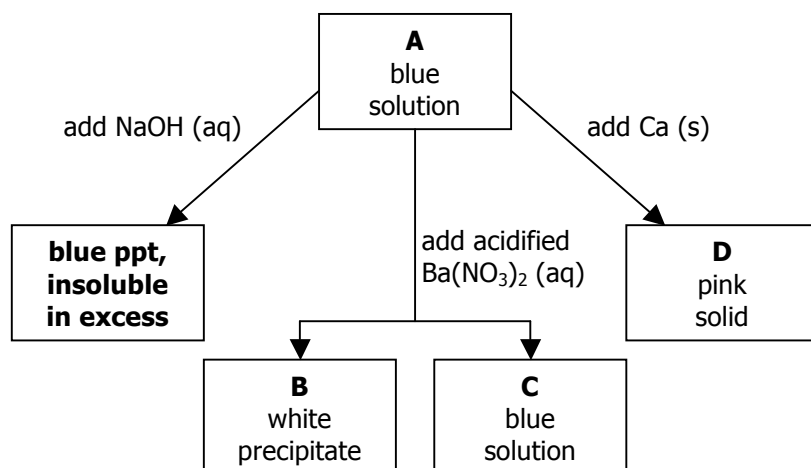 A
blue
solution
add NaOH (aq)
add Ca (s)
blue ppt,
insoluble
in excess
add acidified
Ba(NO₃)₂ (aq)
D
pink
solid
B
white
precipitate
C
blue
solution